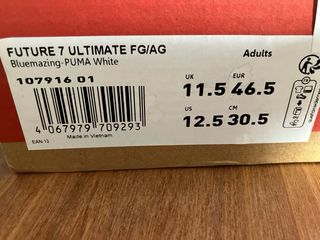 FUTURE 7 ULTIMATE FG/AG
Adults
Bluemazing-PUMA White
107916 01
UK
EUR
11.5 46.5
US
CM
12.5 30.5
4 067979 709293
EAN 13
Made in Vietnam